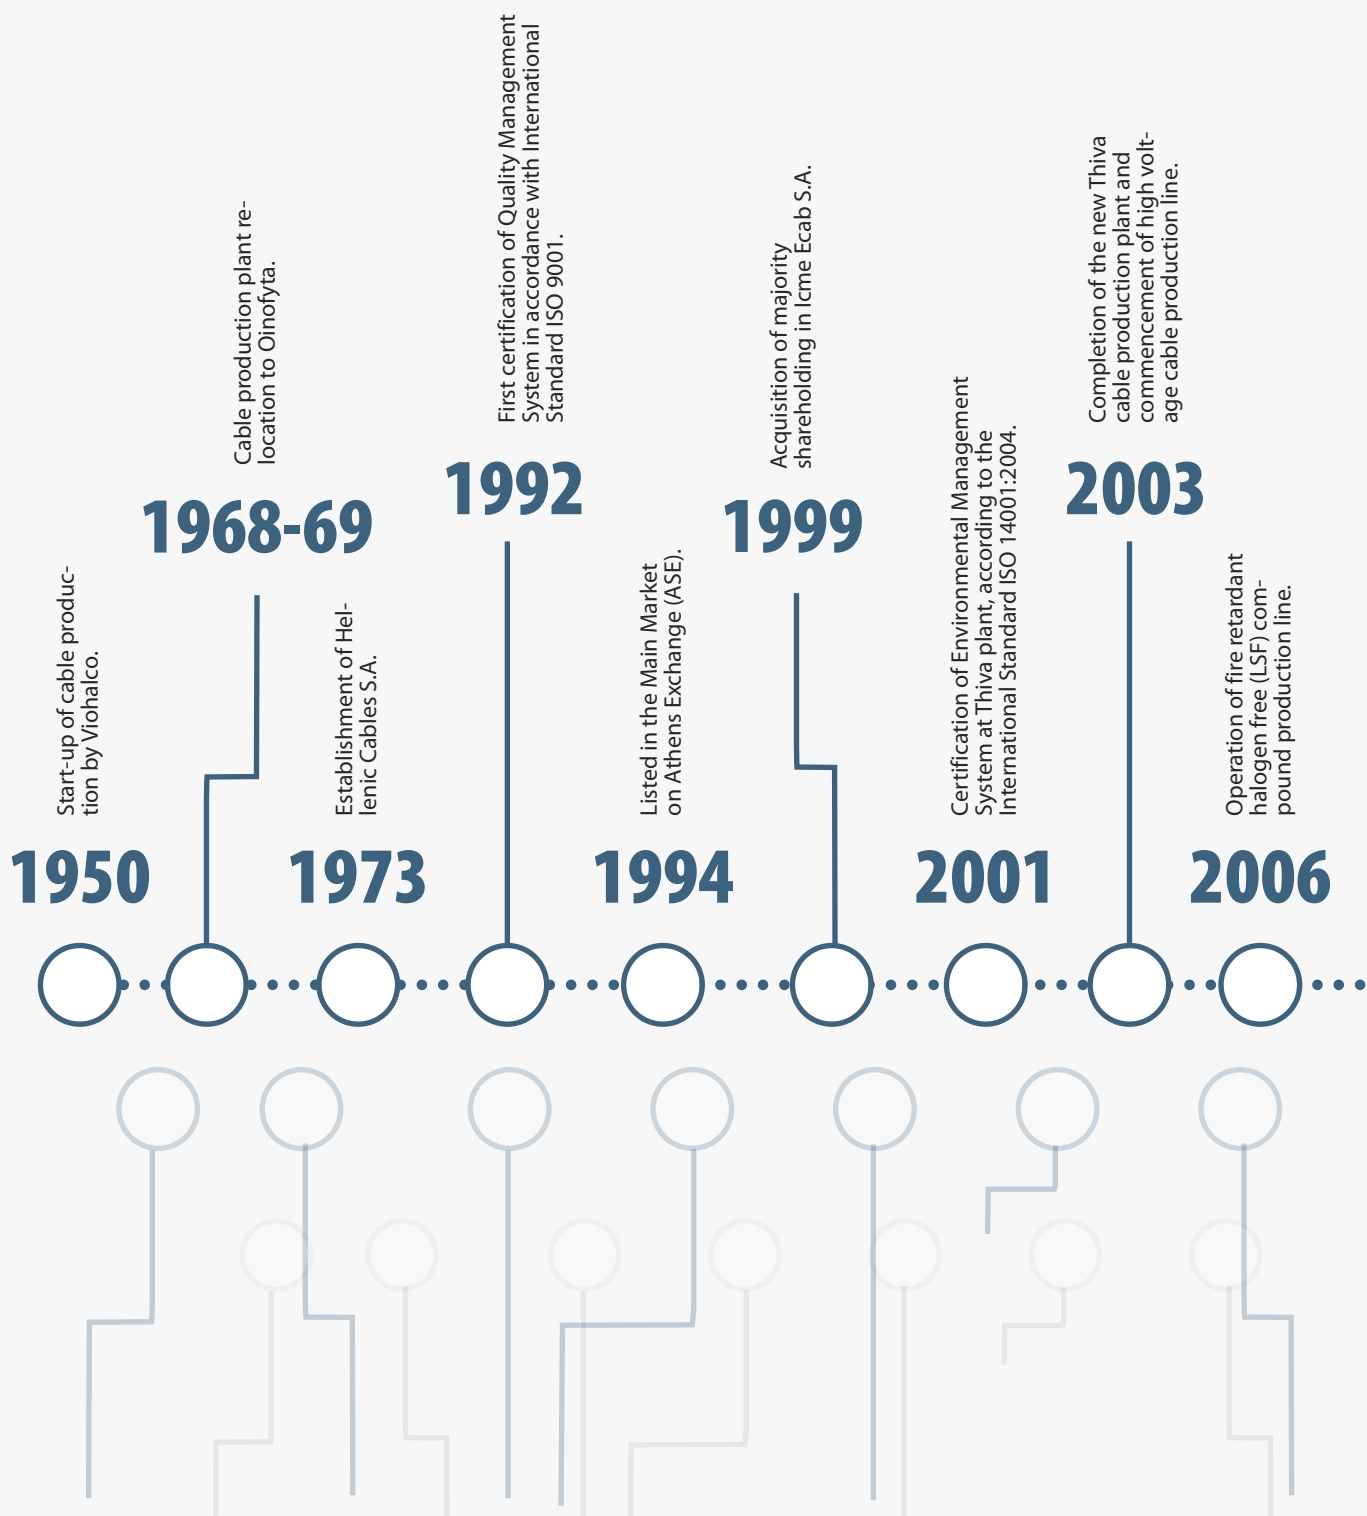 1950
Start-up of cable produc-
tion by Viohalco.
1968-69
Cable production plant re-
location to Oinofyta.
1973
Establishment of Hel-
lenic Cables S.A.
1992
First certification of Quality Management
System in accordance with International
Standard ISO 9001.
1994
Listed in the Main Market
on Athens Exchange (ASE).
1999
Acquisition of majority
shareholding in Icme Ecab S.A.
2001
Certification of Environmental Management
System at Thiva plant, according to the
International Standard ISO 14001:2004.
2003
Completion of the new Thiva
cable production plant and
commencement of high volt-
age cable production line.
2006
Operation of fire retardant
halogen free (LSF) com-
pound production line.